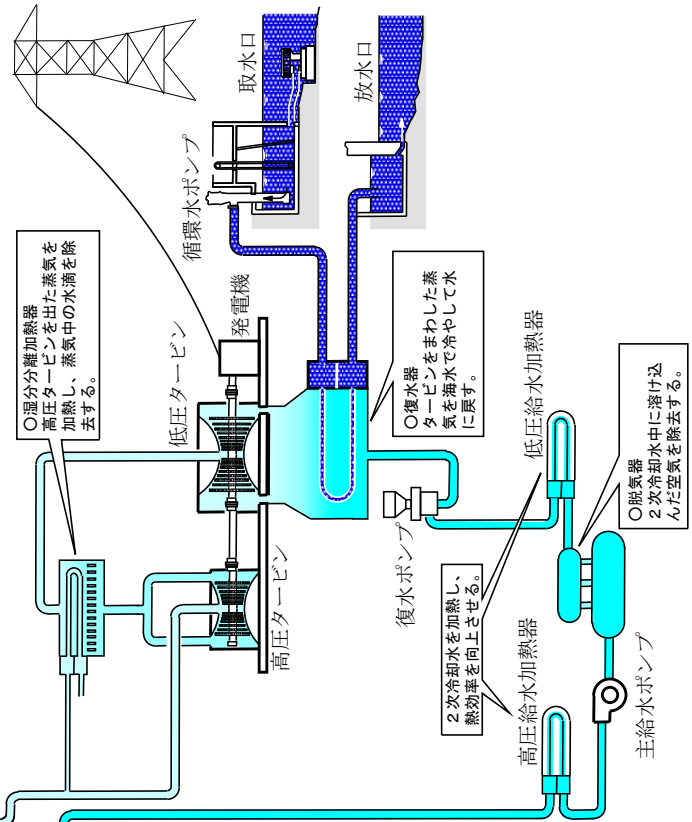 取水口
放水口
循環水ポンプ
○湿分分離加熱器
高圧タービンを出た蒸気を
加熱し、蒸気中の水滴を除
去する。
発電機
低圧タービン
高圧タービン
○復水器
タービンをまわした蒸
気を海水で冷やして水
に戻す。
復水ポンプ
低圧給水加熱器
2次冷却水を加熱し、
熱効率を向上させる。
高圧給水加熱器
○脱気器
2次冷却水中に溶け込
んだ空気を除去する。
主給水ポンプ